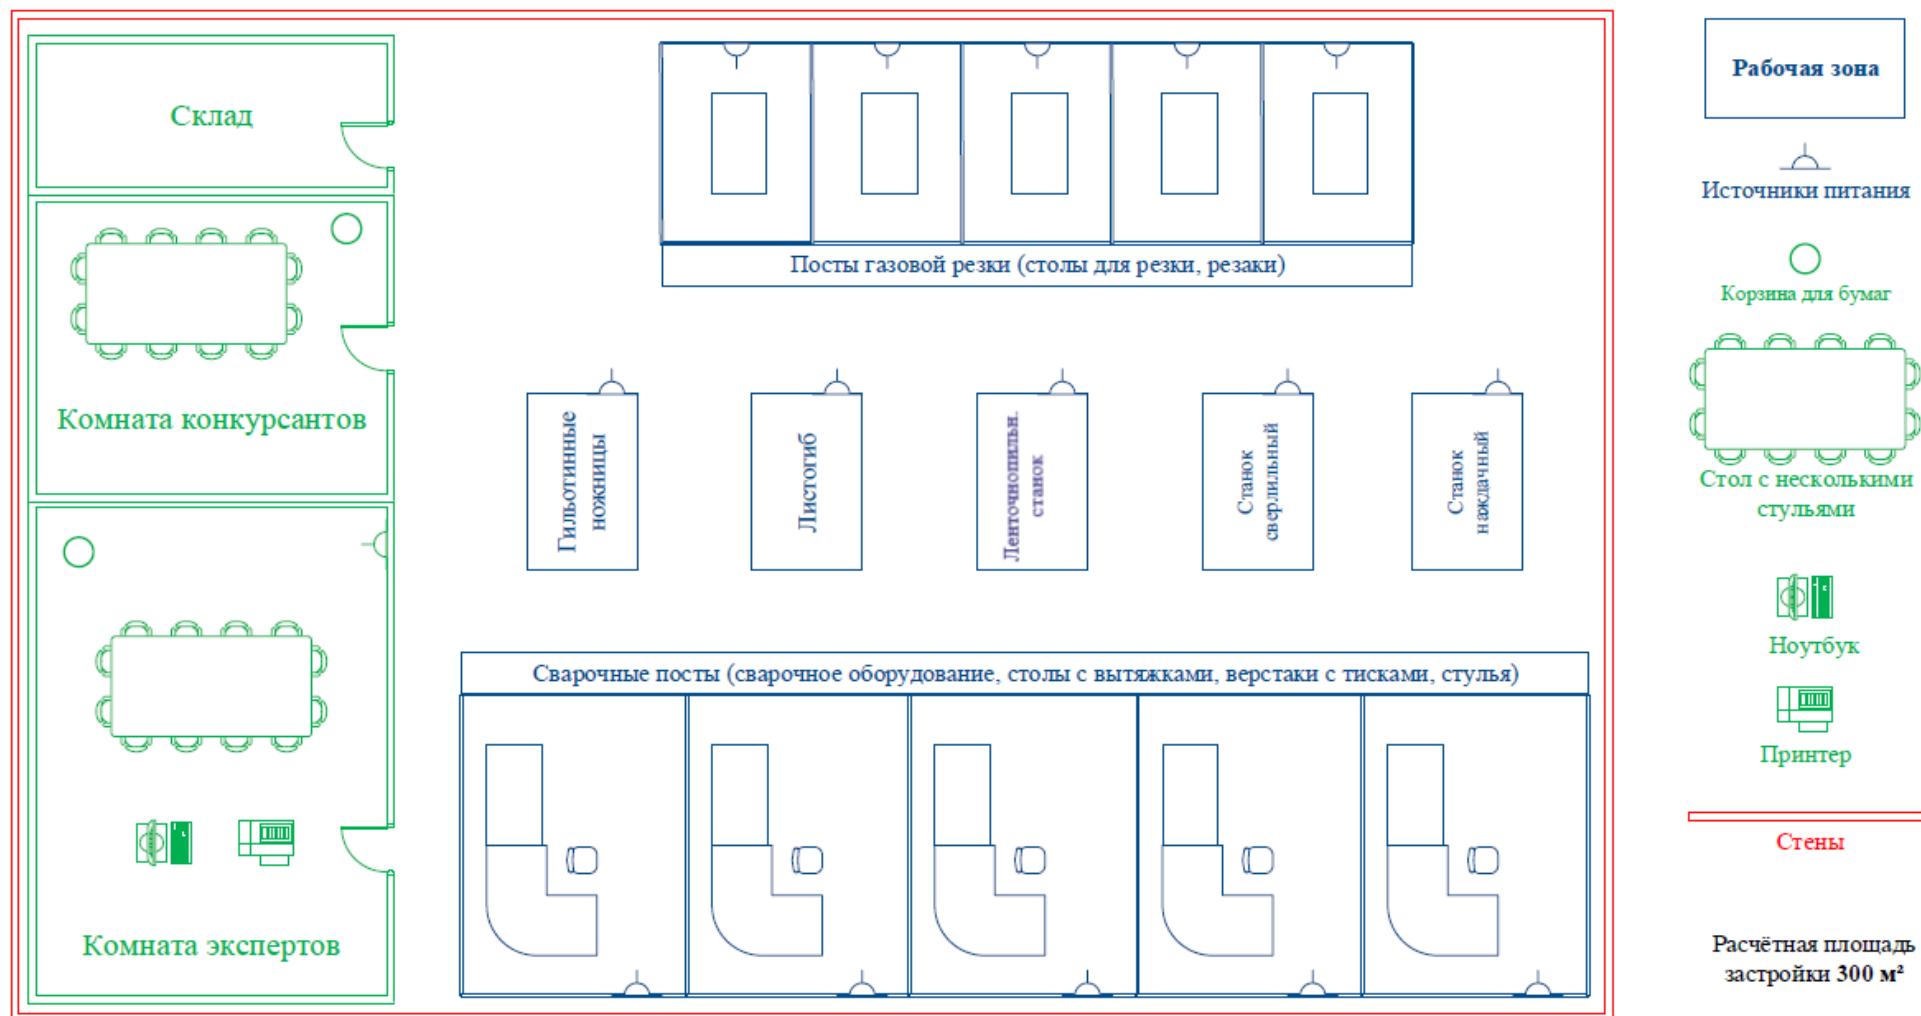 Склад
Комната конкурсантов
Комната экспертов
Посты газовой резки (столы для резки, резаки)
Гильотинные
ножницы
Листогиб
Ленточнопильн.
станок
Станок
сверлильный
Станок
наждачный
Сварочные посты (сварочное оборудование, столы с вытяжками, верстаки с тисками, стулья)
Рабочая зона
Источники питания
Корзина для бумаг
Стол с несколькими
стульями
Ноутбук
Принтер
Стены
Расчётная площадь
застройки 300 м²